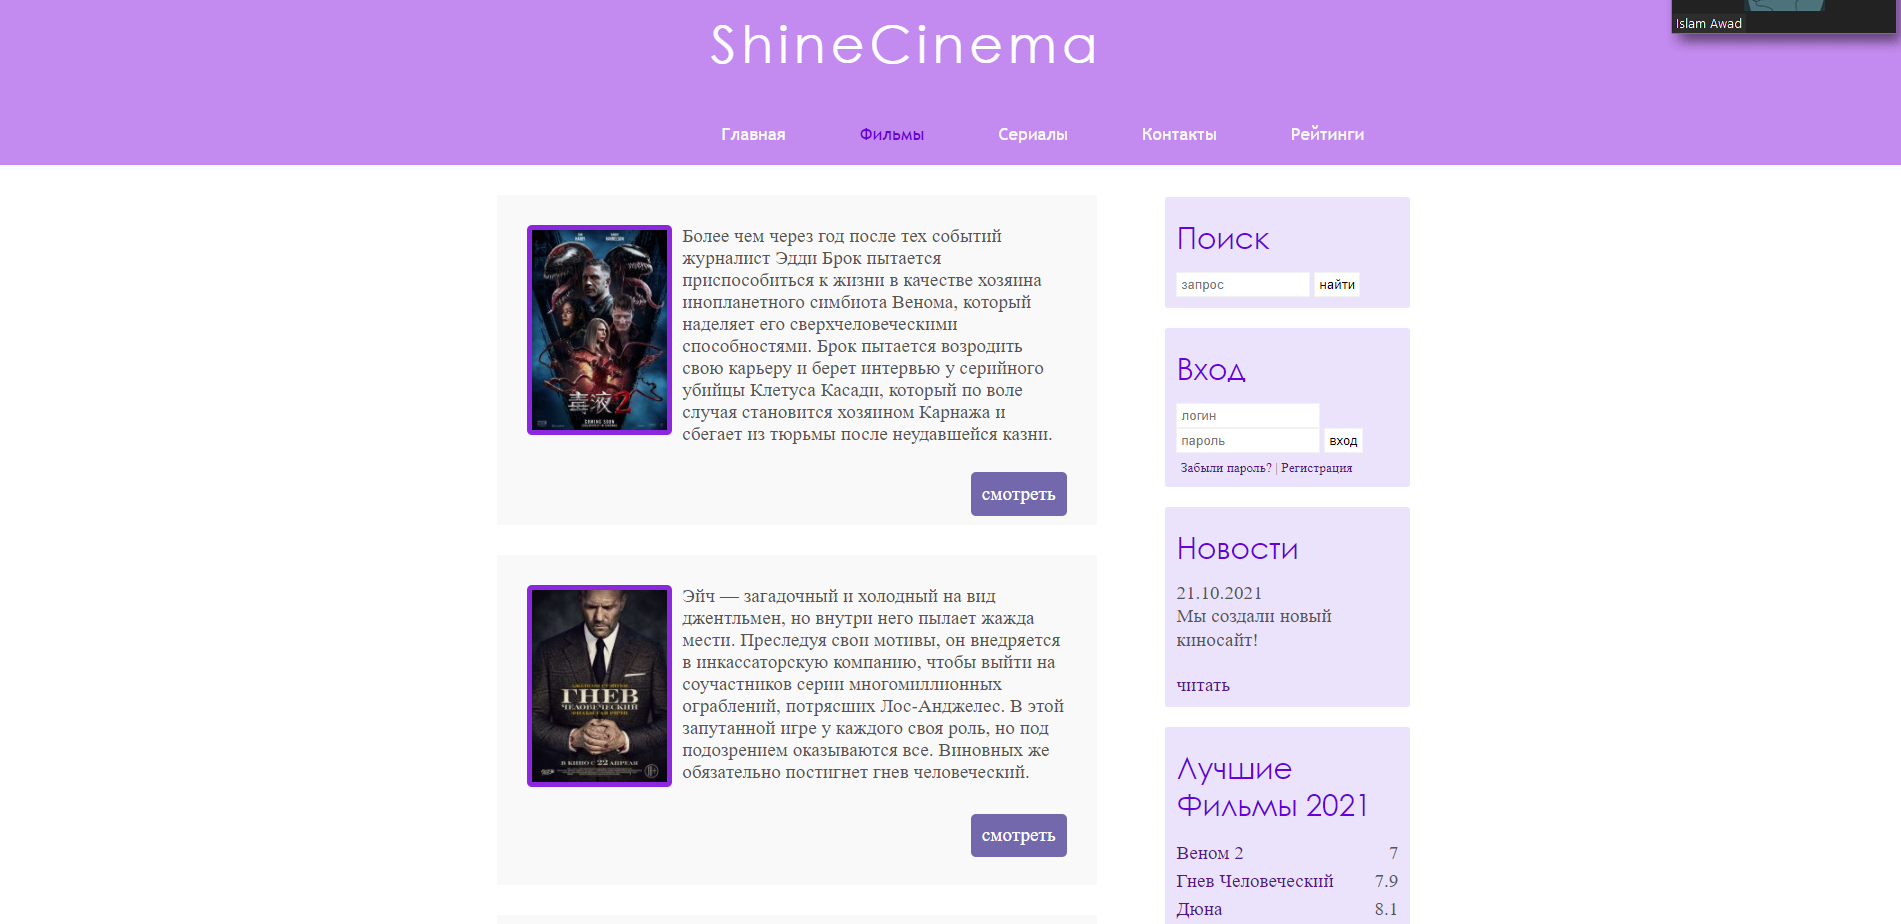 ShineCinema
Islam Awad
Главная Фильмы Сериалы Контакты Рейтинги
Более чем через год после тех событий
журналист Эдди Брок пытается
приспособиться к жизни в качестве хозяина
инопланетного симбиота Венома, который
наделяет его сверхчеловеческими
способностями. Брок пытается возродить
свою карьеру и берет интервью у серийного
убийцы Клетуса Касади, который по воле
случая становится хозяином Карнажа и
сбегает из тюрьмы после неудавшейся казни.
毒液2
COMING SOON
смотреть
Эйч — загадочный и холодный на вид
джентльмен, но внутри него пылает жажда
мести. Преследуя свои мотивы, он внедряется
в инкассаторскую компанию, чтобы выйти на
соучастников серии многомиллионных
ограблений, потрясших Лос-Анджелес. В этой
запутанной игре у каждого своя роль, но под
подозрением оказываются все. Виновных же
обязательно постигнет гнев человеческий.
ГНЕВ
ЧЕЛОВЕЧЕСКИЙ
В КИНО С 22 АПРЕЛЯ
смотреть
Поиск
запрос найти
Вход
логин
пароль вход
Забыли пароль? | Регистрация
Новости
21.10.2021
Мы создали новый
киносайт!
читать
Лучшие
Фильмы 2021
Веном 2 7
Гнев Человеческий 7.9
Дюна 8.1